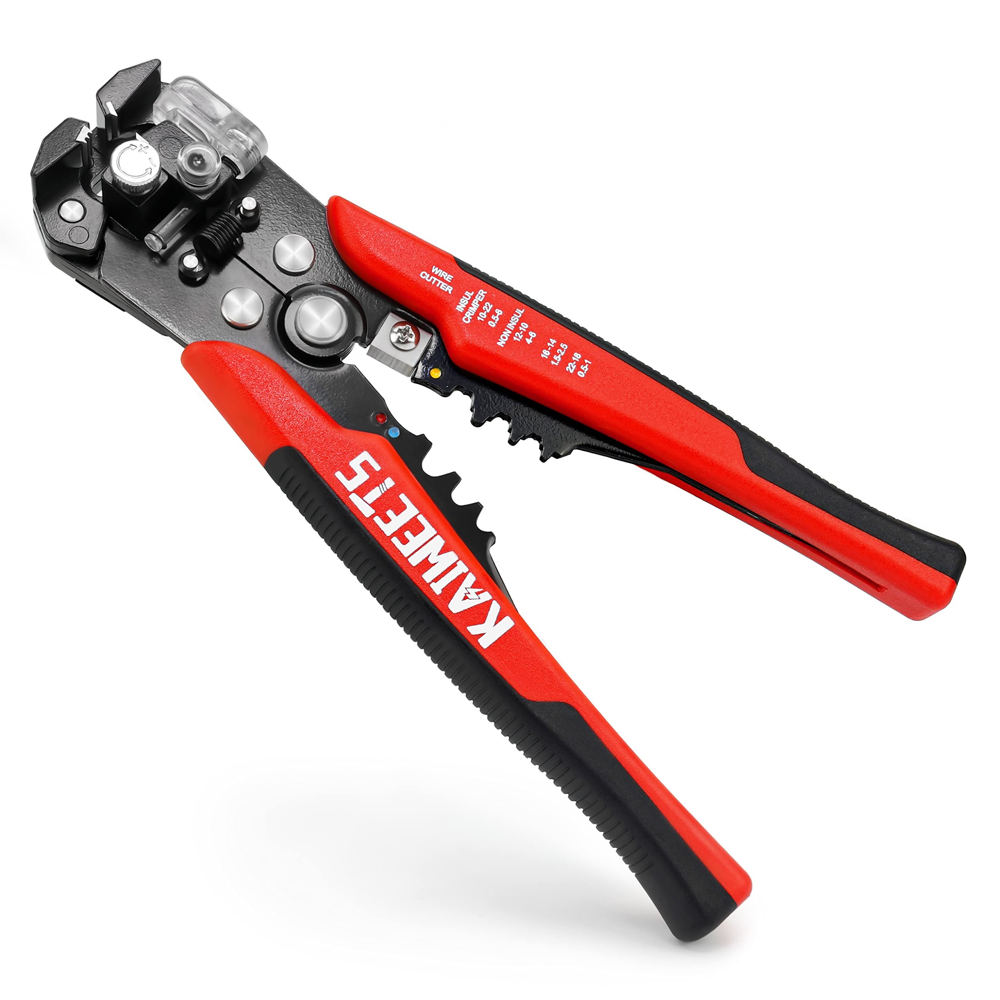 WIRE
CUTTER
INSUL
CRIMPER
10-22
0.5-6
NON INSUL
12-10
4-6
16-14
1.5-2.5
22-18
0.5-1
KAIWEETS
+
-